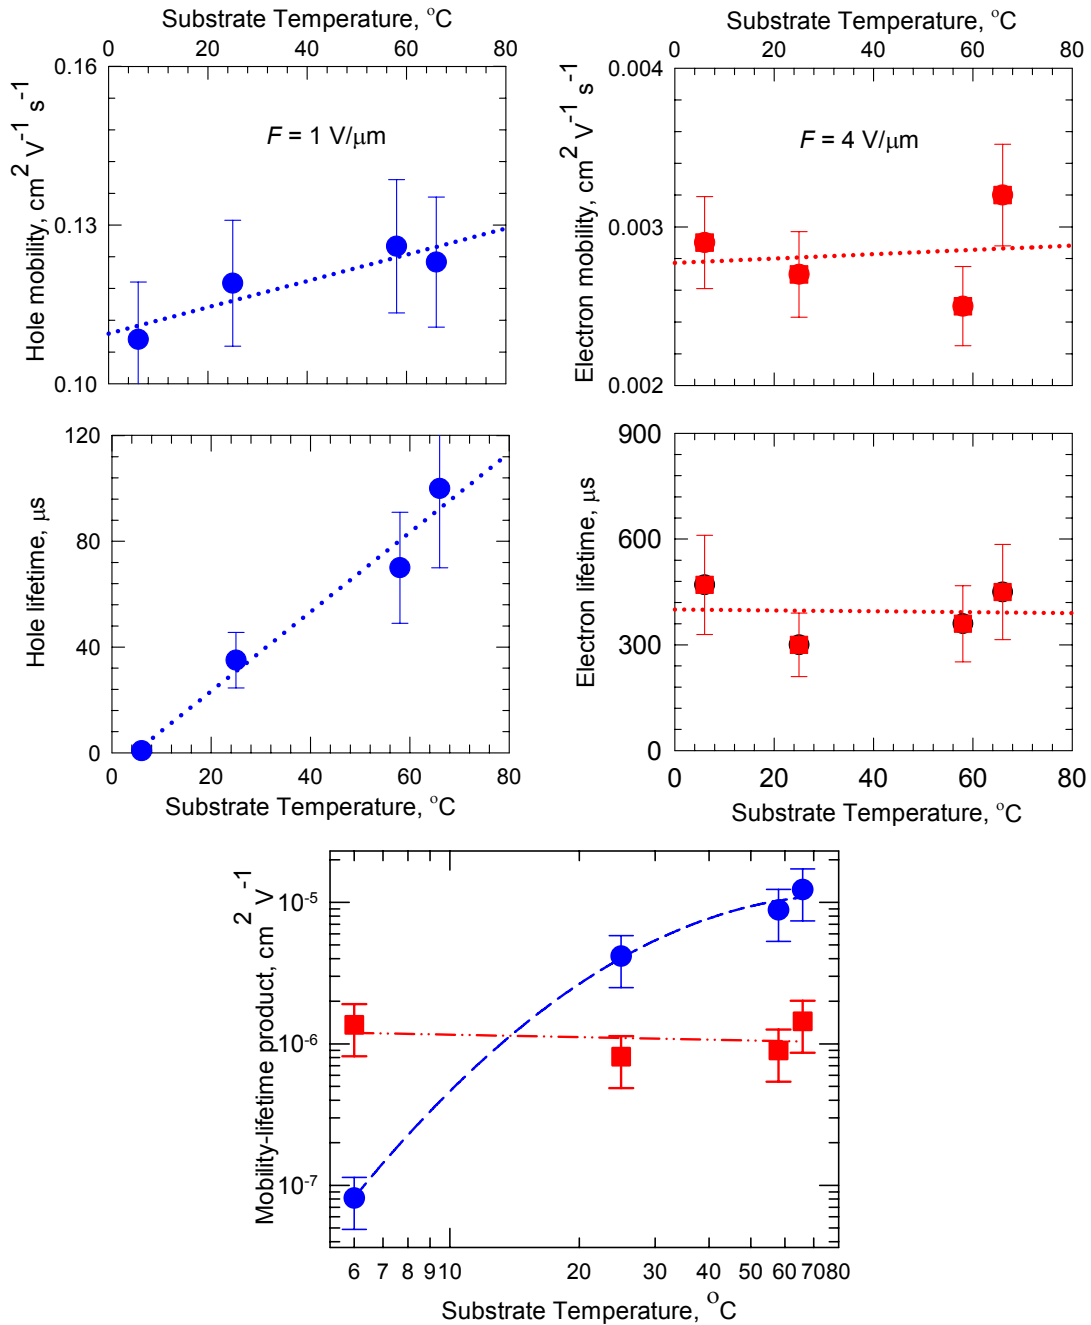 Substrate Temperature, °C
0 20 40 60 80
0.16
0.13
0.10
Hole mobility, cm² V⁻¹ s⁻¹
F = 1 V/μm
Substrate Temperature, °C
0 20 40 60 80
0.004
0.003
0.002
Electron mobility, cm² V⁻¹ s⁻¹
F = 4 V/μm
120
80
40
0
Hole lifetime, μs
0 20 40 60 80
Substrate Temperature, °C
900
600
300
0
Electron lifetime, μs
0 20 40 60 80
Substrate Temperature, °C
10⁻⁵
10⁻⁶
10⁻⁷
Mobility-lifetime product, cm² V⁻¹
6 7 8 9 10 20 30 40 50 60 70 80
Substrate Temperature, °C